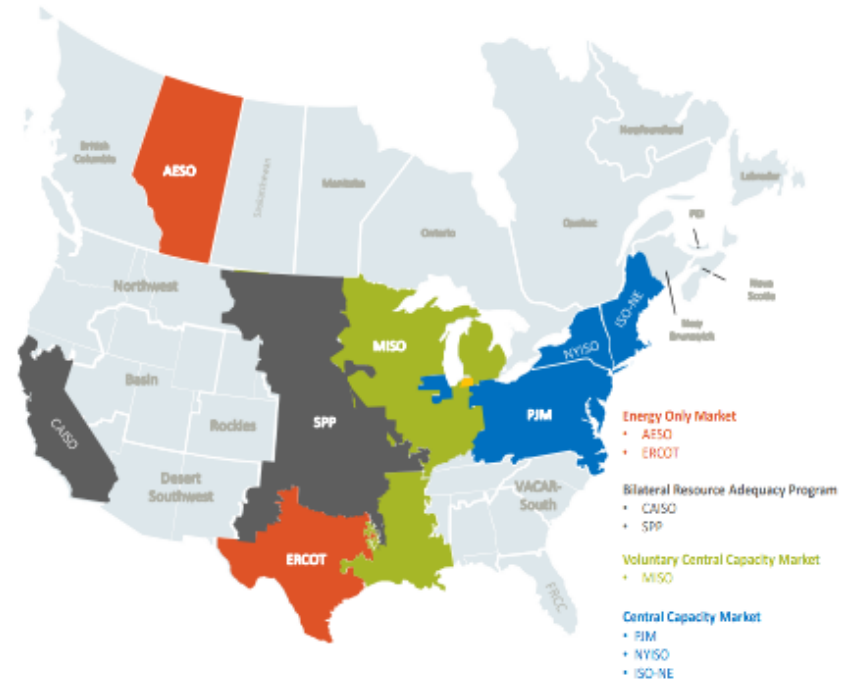 British
Columbia
AESO
Saskatchewan
Manitoba
Ontario
Quebec
Newfoundland
Labrador
PEI
Nova
Scotia
New
Brunswick
Northwest
Basin
Rockies
Desert
Southwest
CAISO
SPP
MISO
ERCOT
PJM
NYISO
ISO-NE
VACAR-
South
FRCC
Energy Only Market
• AESO
• ERCOT
Bilateral Resource Adequacy Program
• CAISO
• SPP
Voluntary Central Capacity Market
• MISO
Central Capacity Market
• PJM
• NYISO
• ISO-NE